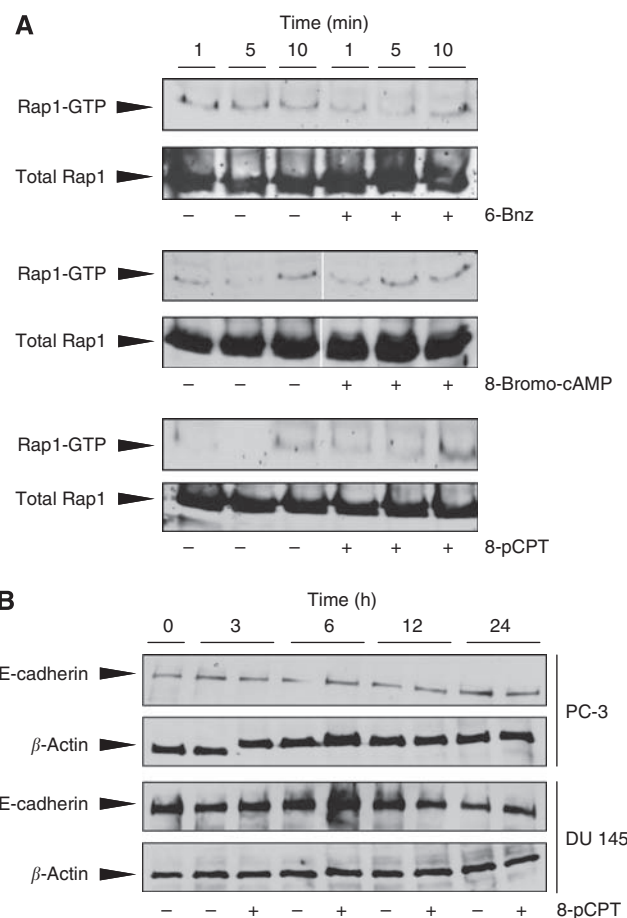 A
Time (min)
1 5 10 1 5 10
Rap1-GTP
Total Rap1
– – – + + + 6-Bnz
Rap1-GTP
Total Rap1
– – – + + + 8-Bromo-cAMP
Rap1-GTP
Total Rap1
– – – + + + 8-pCPT
B
Time (h)
0 3 6 12 24
E-cadherin
PC-3
β-Actin
E-cadherin
DU 145
β-Actin
– – + – + – + – + 8-pCPT